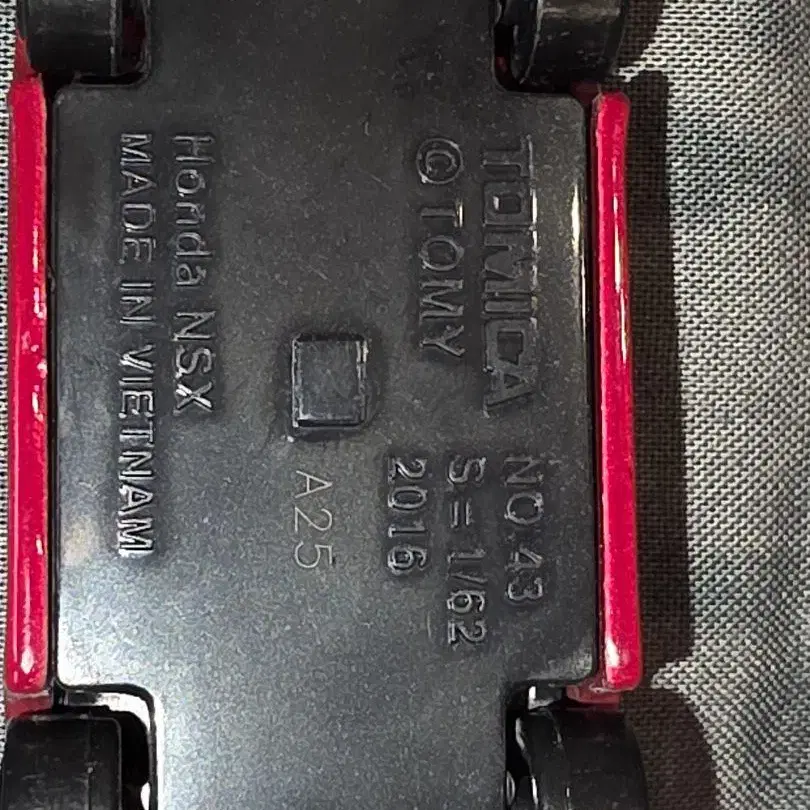 TOMICA NO.43
©TOMY S=1/62
2016
A25
Honda NSX
MADE IN VIETNAM